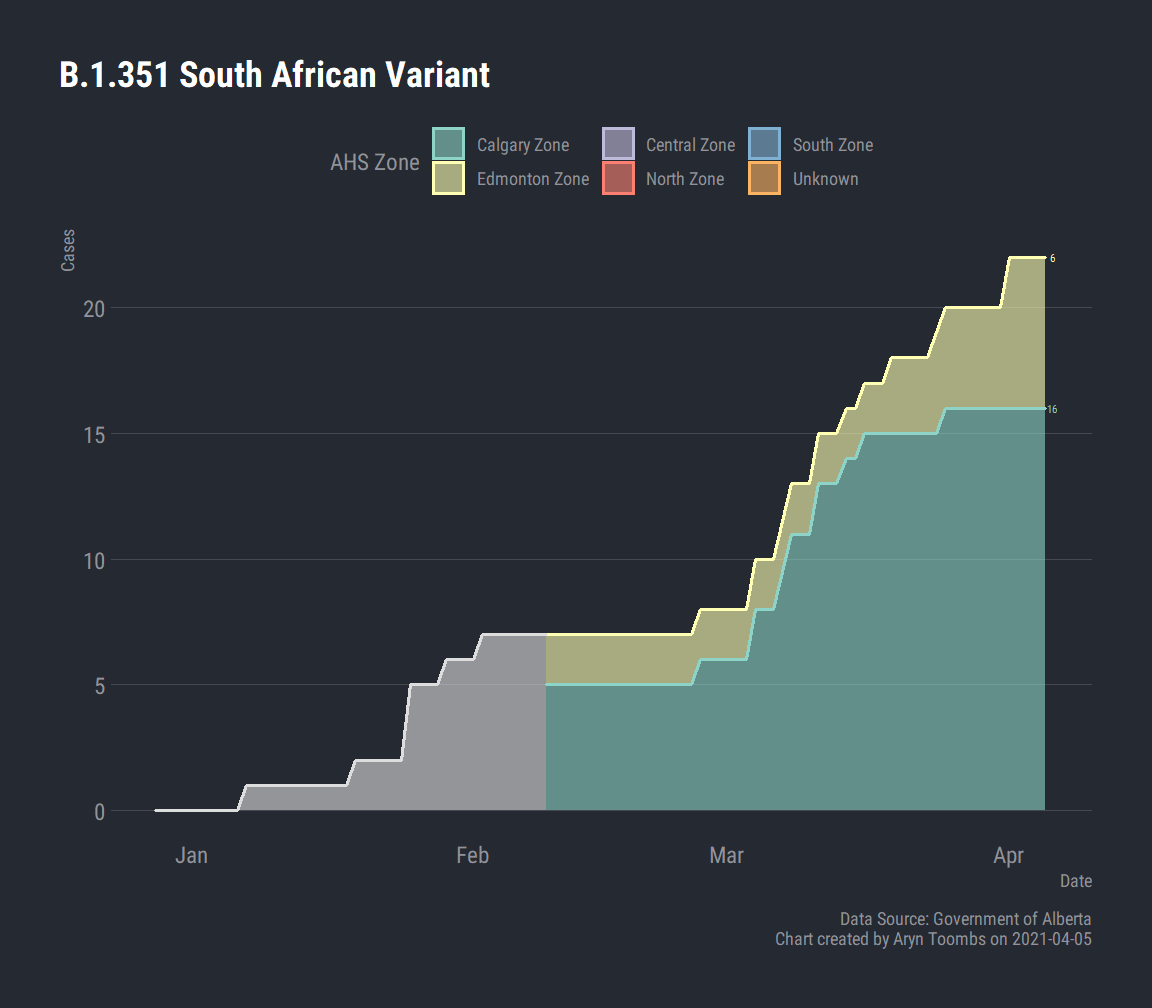 B.1.351 South African Variant
AHS Zone
Calgary Zone
Central Zone
South Zone
Edmonton Zone
North Zone
Unknown
Cases
20
15
10
5
0
6
16
Jan
Feb
Mar
Apr
Date
Data Source: Government of Alberta
Chart created by Aryn Toombs on 2021-04-05